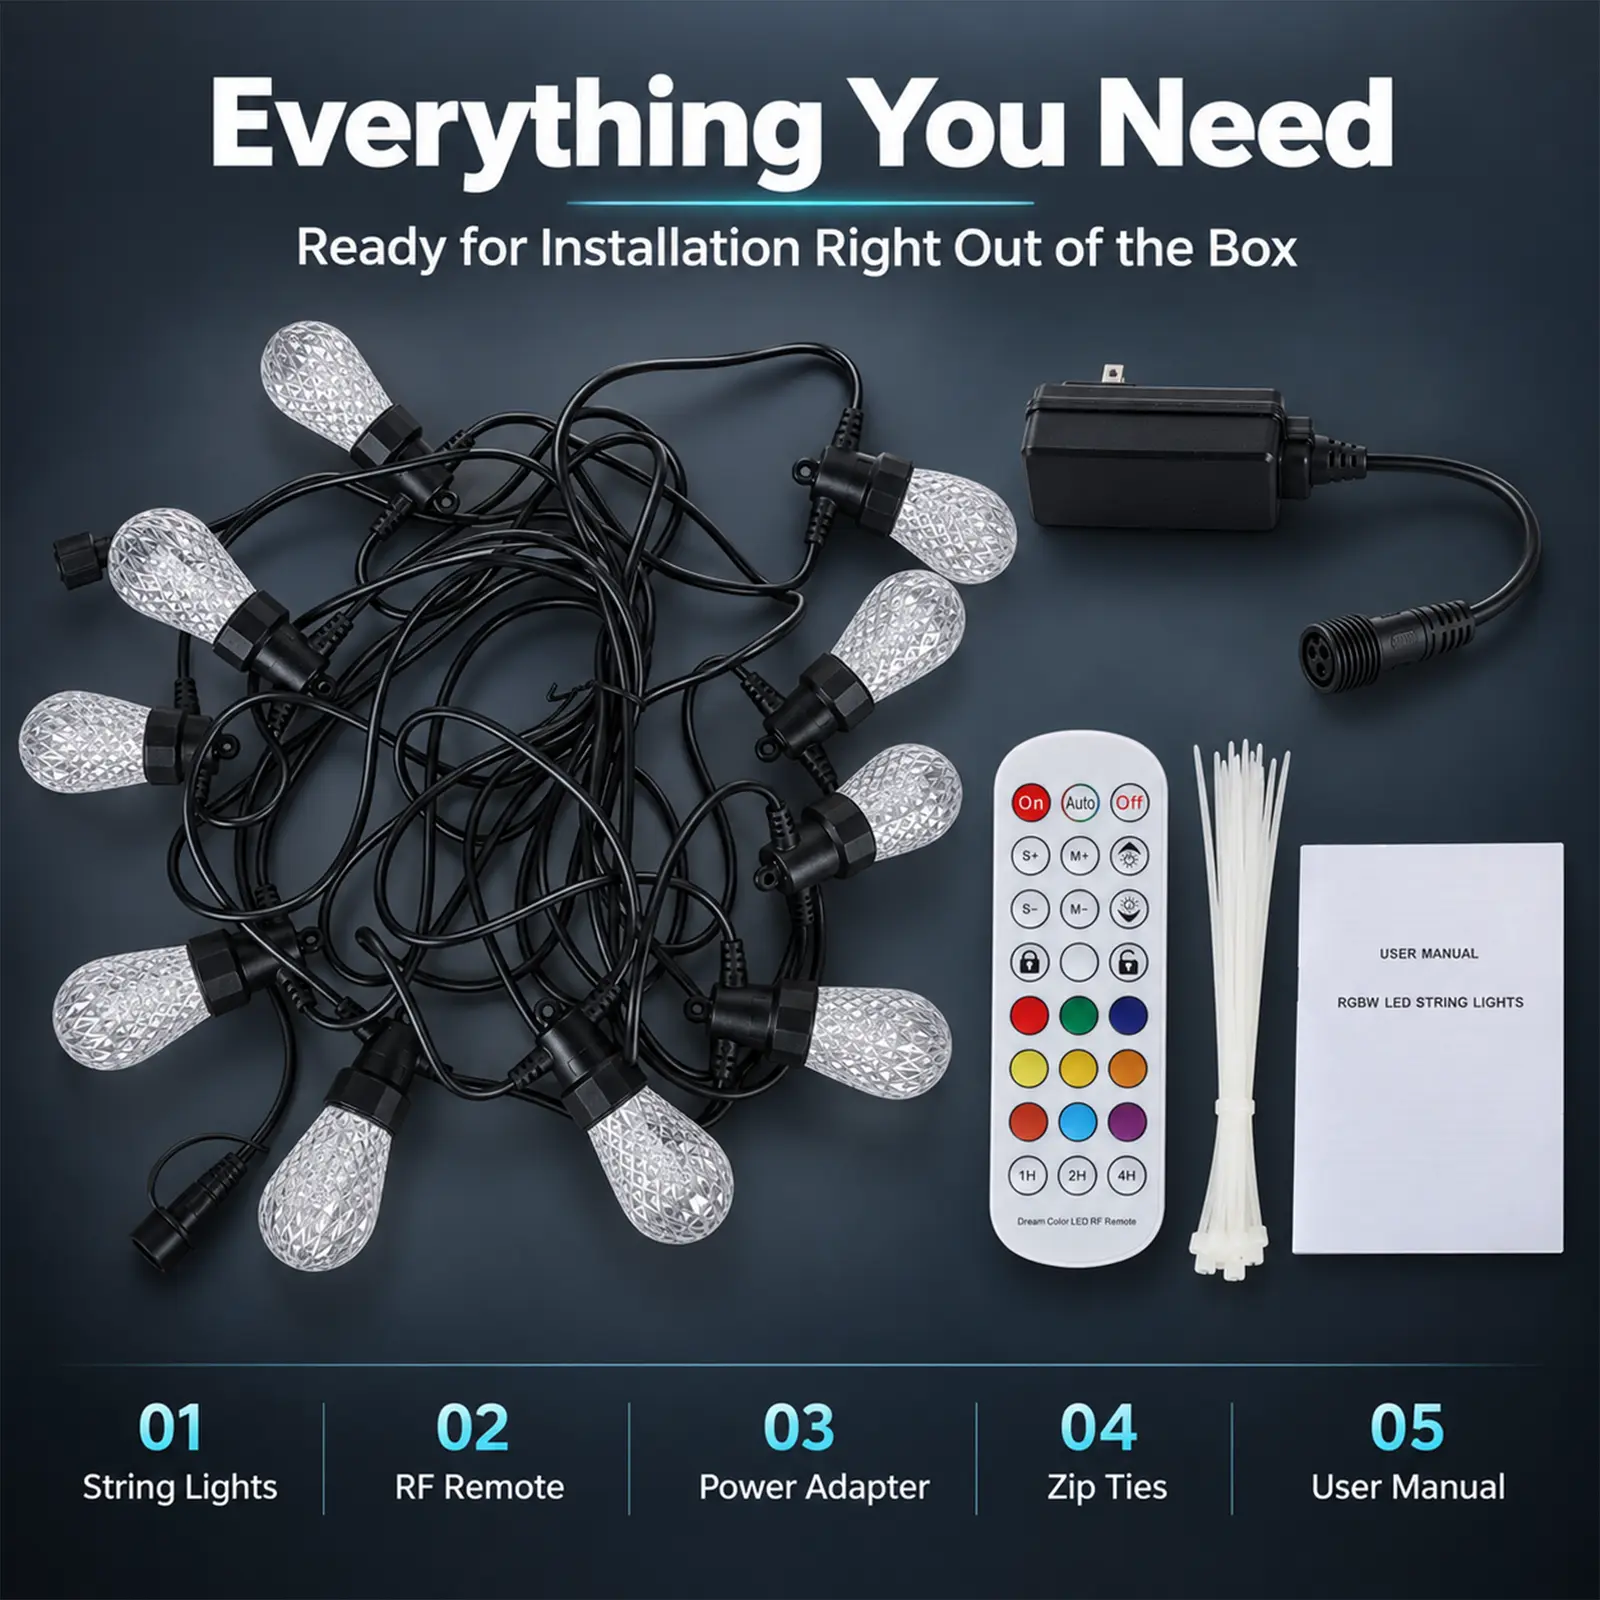 Everything You Need
Ready for Installation Right Out of the Box
On Auto Off
S+ M+
S- M-
1H 2H 4H
Dream Color LED RF Remote
USER MANUAL
RGBW LED STRING LIGHTS
01
String Lights
02
RF Remote
03
Power Adapter
04
Zip Ties
05
User Manual